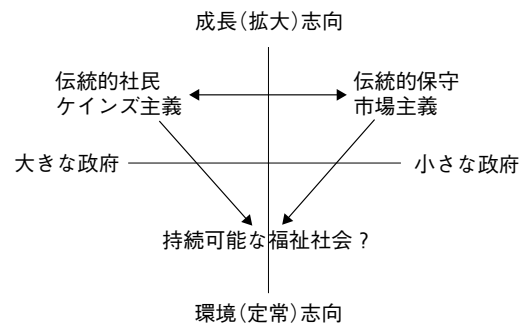 成長（拡大）志向
伝統的社民
ケインズ主義
伝統的保守
市場主義
大きな政府
小さな政府
持続可能な福祉社会？
環境（定常）志向